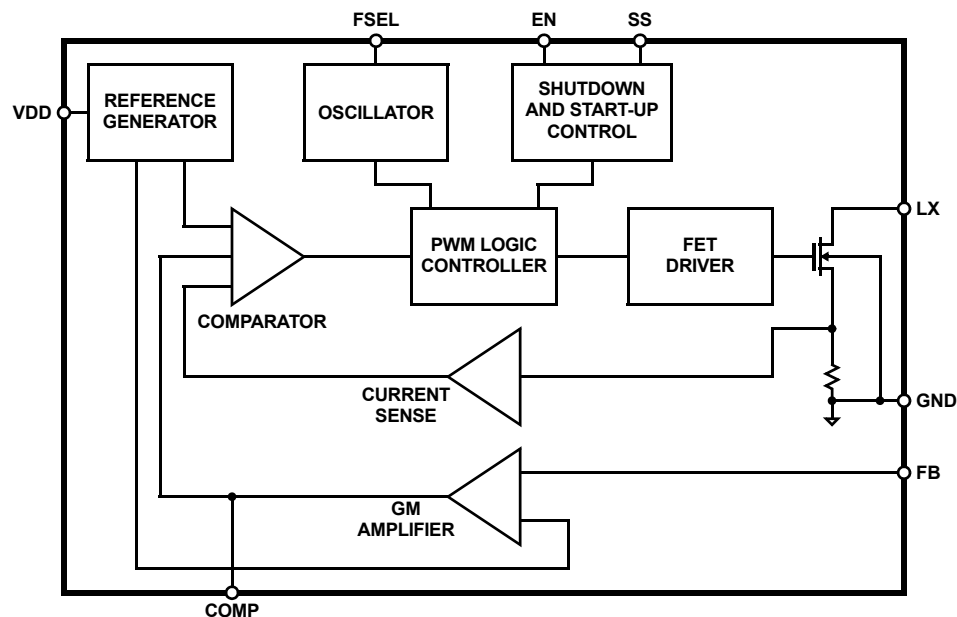 FSEL
EN
SS
VDD
REFERENCE
GENERATOR
OSCILLATOR
SHUTDOWN
AND START-UP
CONTROL
LX
PWM LOGIC
CONTROLLER
FET
DRIVER
COMPARATOR
CURRENT
SENSE
GND
FB
GM
AMPLIFIER
COMP